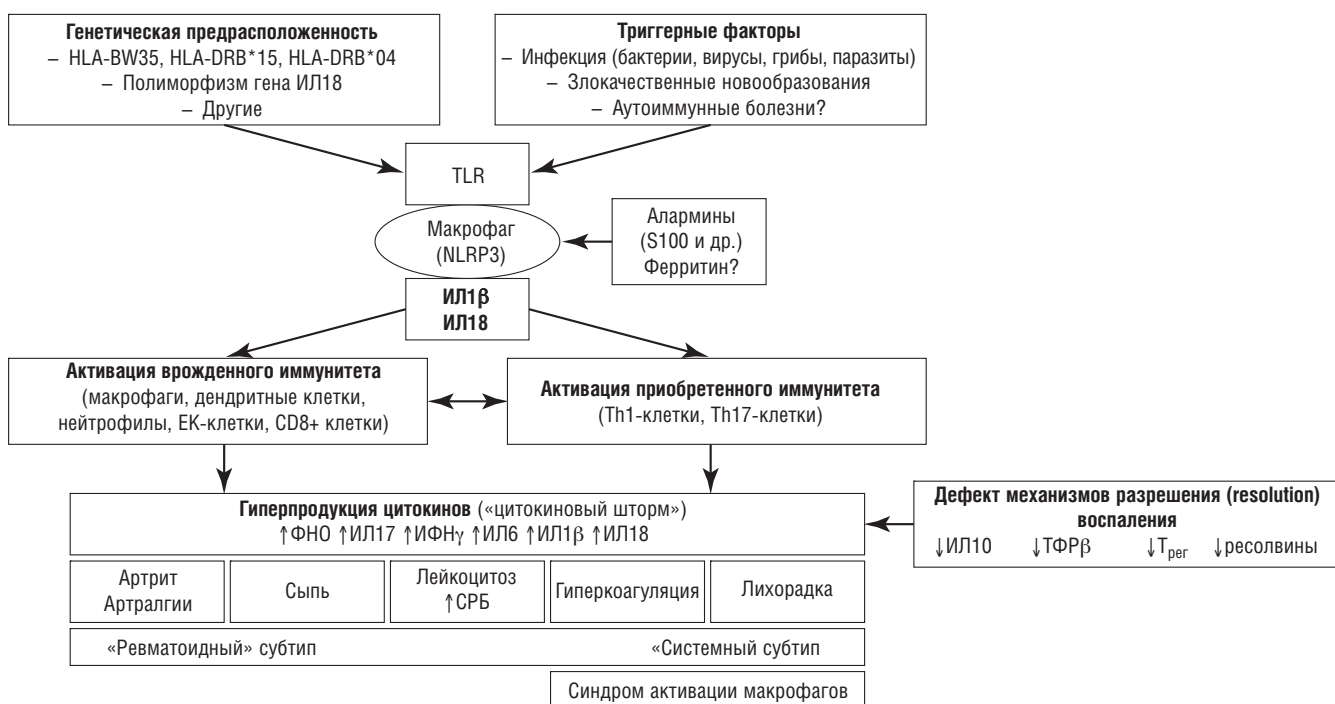 Генетическая предрасположенность
– HLA-BW35, HLA-DRB*15, HLA-DRB*04
– Полиморфизм гена ИЛ18
– Другие
Триггерные факторы
– Инфекция (бактерии, вирусы, грибы, паразиты)
– Злокачественные новообразования
– Аутоиммунные болезни?
TLR
Макрофаг
(NLRP3)
Алармины
(S100 и др.)
Ферритин?
ИЛ1β
ИЛ18
Активация врожденного иммунитета
(макрофаги, дендритные клетки,
нейтрофилы, ЕК-клетки, CD8+ клетки)
Активация приобретенного иммунитета
(Th1-клетки, Th17-клетки)
Гиперпродукция цитокинов («цитокиновый шторм»)
↑ФНО ↑ИЛ17 ↑ИФНγ ↑ИЛ6 ↑ИЛ1β ↑ИЛ18
Дефект механизмов разрешения (resolution)
воспаления
↓ИЛ10 ↓ТФРβ ↓Трег ↓ресолвины
Артрит
Артралгии
Сыпь
Лейкоцитоз
↑СРБ
Гиперкоагуляция
Лихорадка
«Ревматоидный» субтип
«Системный субтип
Синдром активации макрофагов